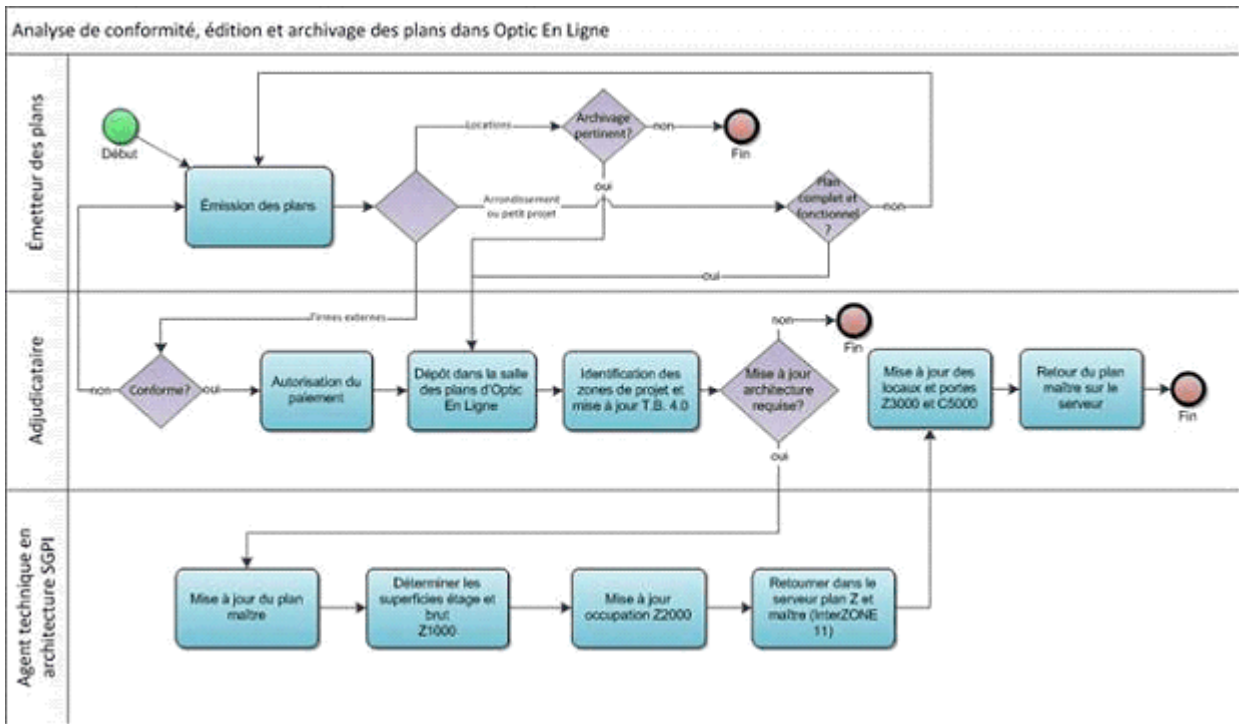 Analyse de conformité, édition et archivage des plans dans Optic En Ligne
Émetteur des plans
Début
Émission des plans
Locations
Archivage
pertinent?
non
Fin
oui
Arrondissement
ou petit projet
Plan
complet et
fonctionnel
?
non
oui
Adjudicataire
Firmes externes
non
Conforme?
oui
Autorisation du
paiement
Dépôt dans la salle
des plans d'Optic
En Ligne
Identification des
zones de projet et
mise à jour T.B. 4.0
Mise à jour
architecture
requise?
non
Fin
oui
Mise à jour des
locaux et portes
Z3000 et C5000
Retour du plan
maître sur le
serveur
Fin
Agent technique en
architecture SGPI
Mise à jour du plan
maître
Déterminer les
superficies étage et
brut
Z1000
Mise à jour
occupation Z2000
Retourner dans le
serveur plan Z et
maître (InterZONE
11)